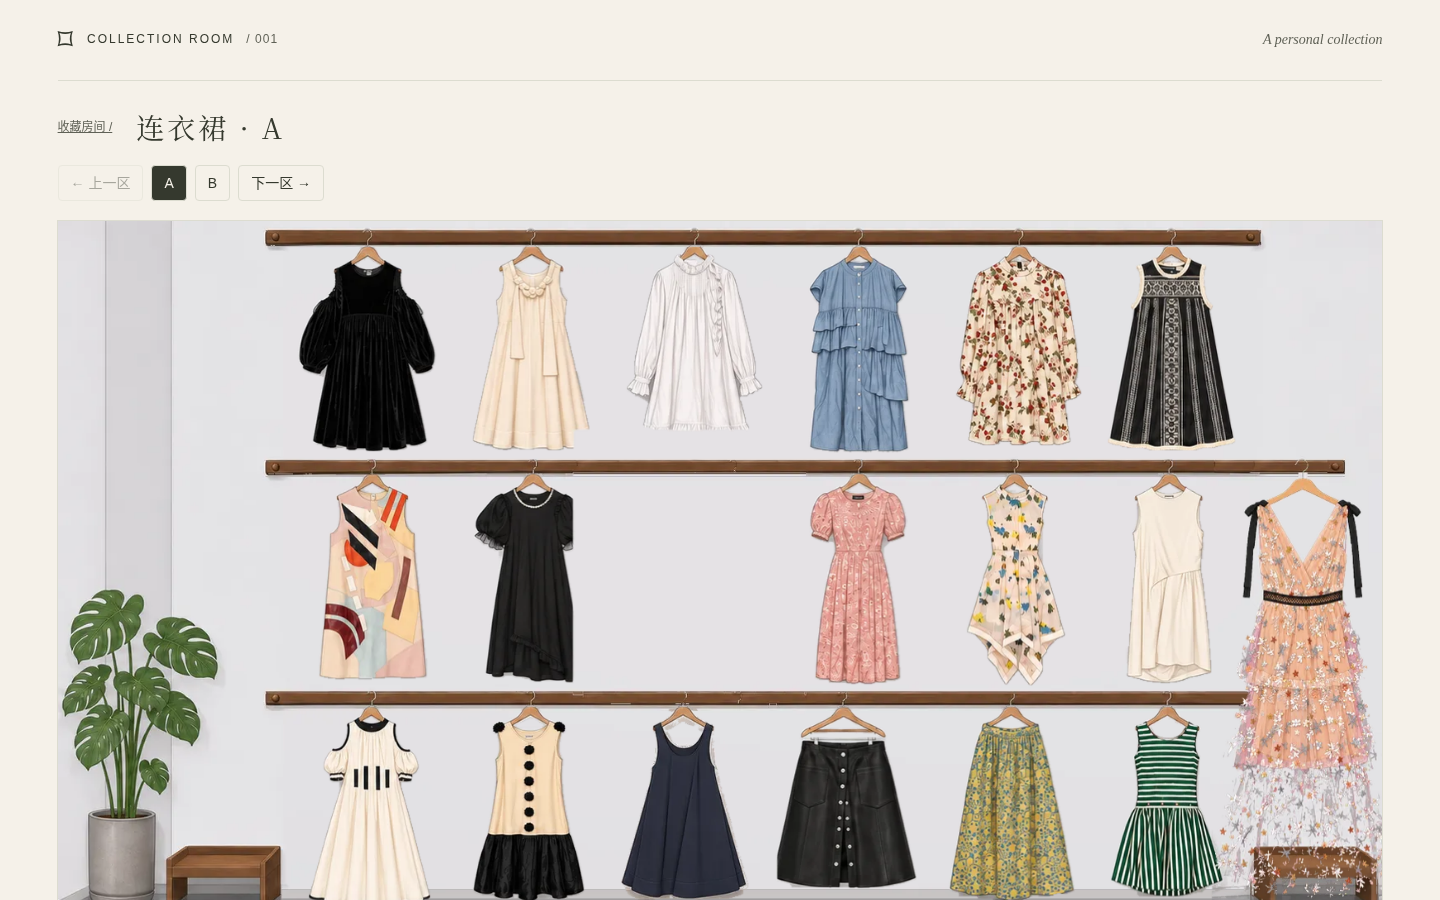 COLLECTION ROOM / 001
A personal collection
收藏房间 /
连衣裙 · A
← 上一区
A
B
下一区 →